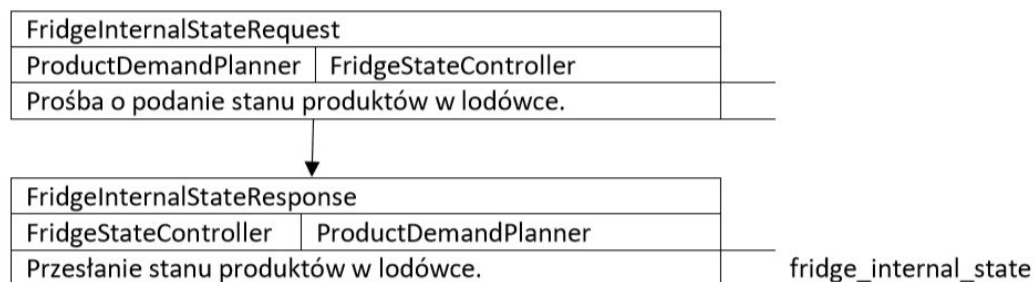 FridgeInternalStateRequest
ProductDemandPlanner FridgeStateController
Prośba o podanie stanu produktów w lodówce.
FridgeInternalStateResponse
FridgeStateController ProductDemandPlanner
Przesłanie stanu produktów w lodówce. fridge_internal_state